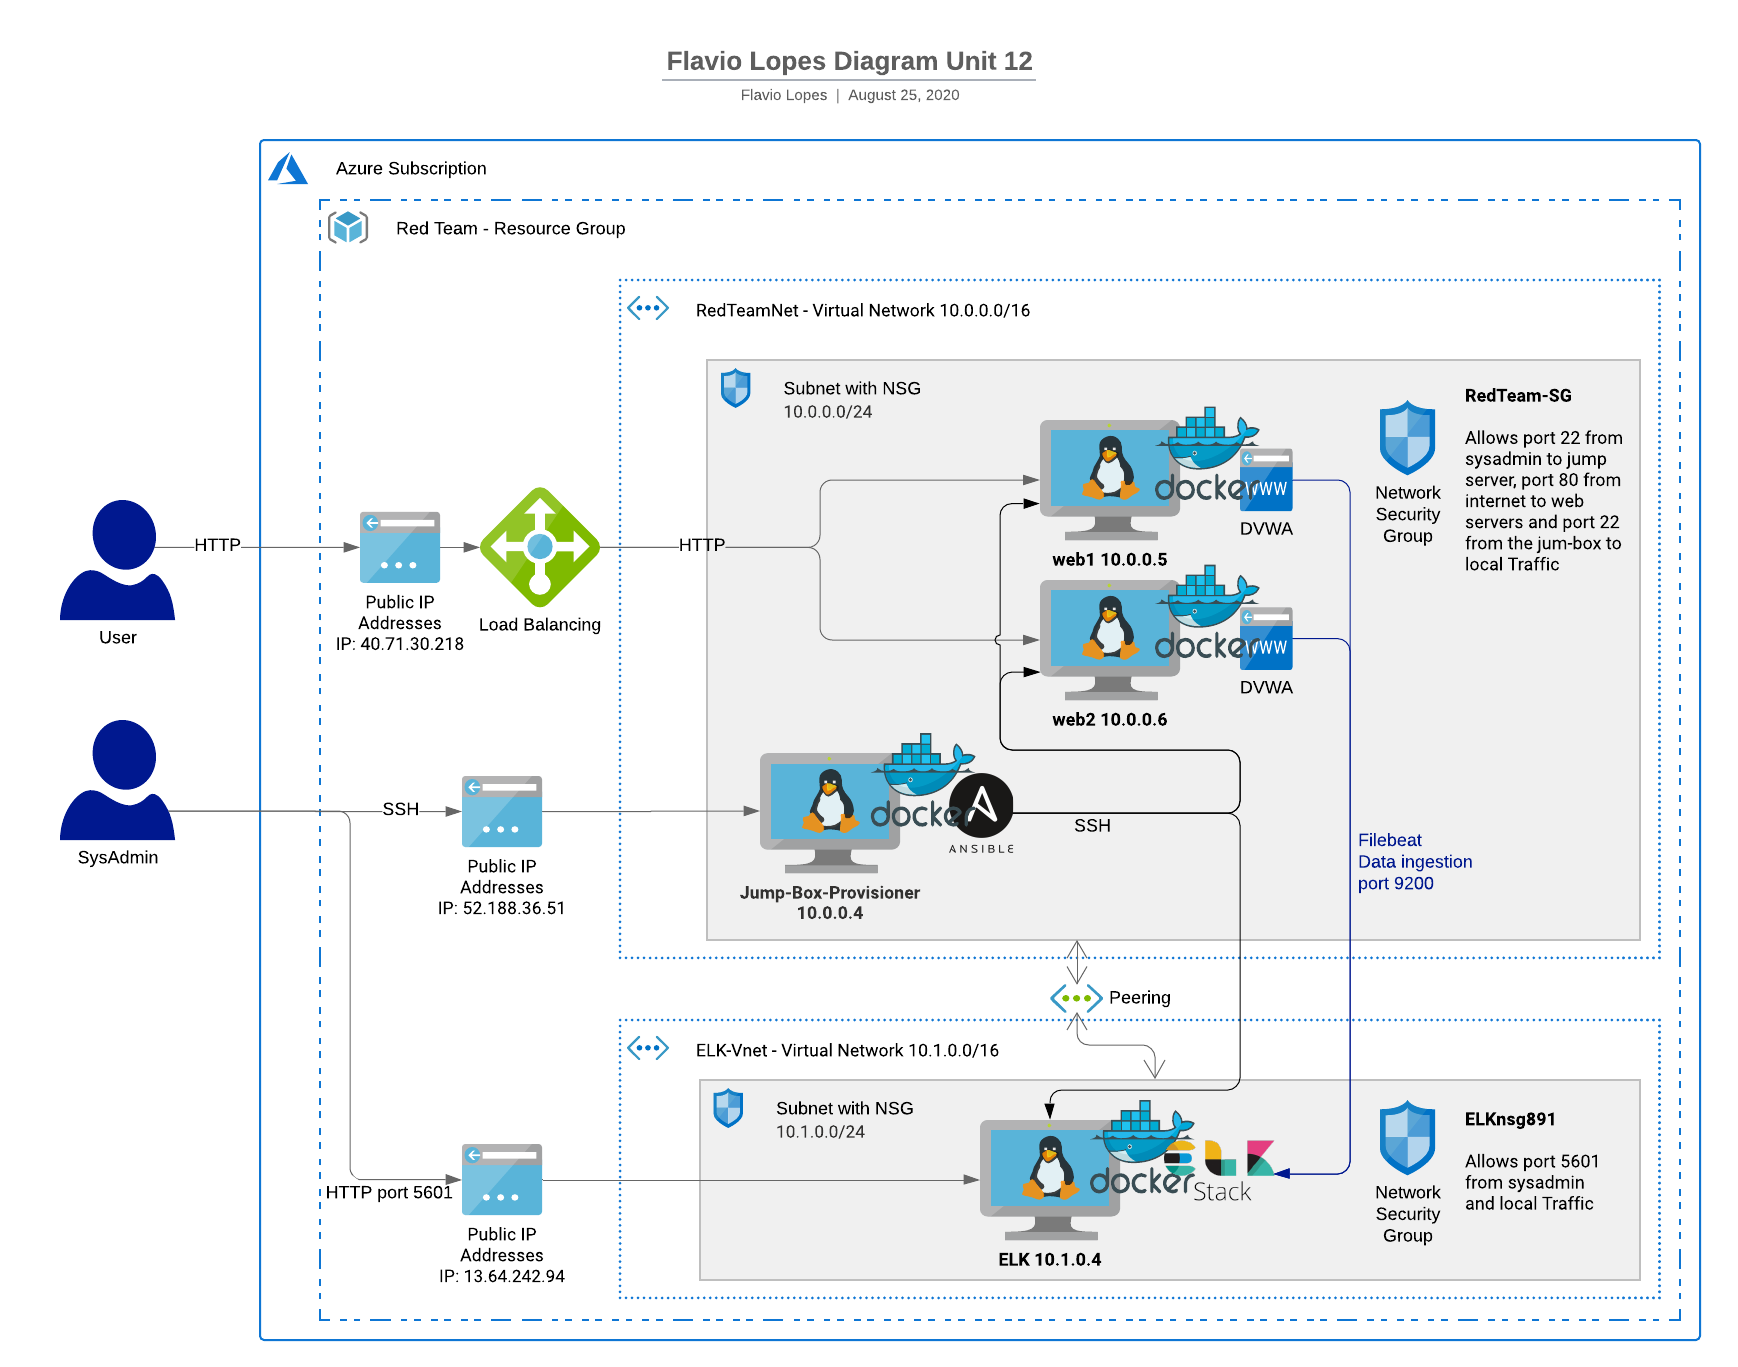 Flavio Lopes Diagram Unit 12
Flavio Lopes | August 25, 2020
Azure Subscription
Red Team - Resource Group
RedTeamNet - Virtual Network 10.0.0.0/16
Subnet with NSG
10.0.0.0/24
RedTeam-SG
Allows port 22 from
sysadmin to jump
server, port 80 from
internet to web
servers and port 22
from the jum-box to
local Traffic
Network
Security
Group
docker
WWW
DVWA
web1 10.0.0.5
HTTP
HTTP
User
Public IP
Addresses
IP: 40.71.30.218
Load Balancing
docker
WWW
DVWA
web2 10.0.0.6
SysAdmin
SSH
Public IP
Addresses
IP: 52.188.36.51
docker
ANSIBLE
SSH
Jump-Box-Provisioner
10.0.0.4
Filebeat
Data ingestion
port 9200
Peering
ELK-Vnet - Virtual Network 10.1.0.0/16
Subnet with NSG
10.1.0.0/24
HTTP port 5601
Public IP
Addresses
IP: 13.64.242.94
docker
ELK
Stack
ELK 10.1.0.4
Network
Security
Group
ELKnsg891
Allows port 5601
from sysadmin
and local Traffic